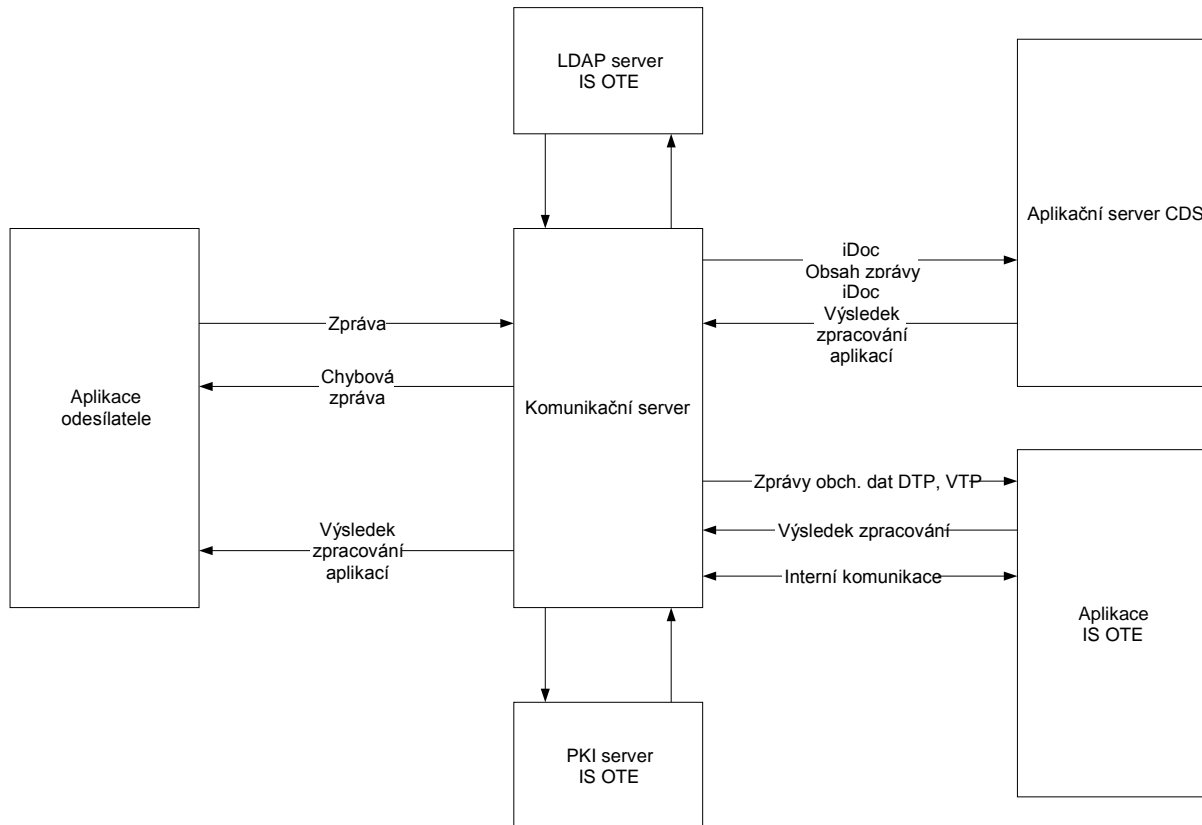 LDAP server
IS OTE
Aplikační server CDS
iDoc
Obsah zprávy
iDoc
Výsledek
zpracování
aplikací
Zpráva
Chybová
zpráva
Aplikace
odesílatele
Komunikační server
Zprávy obch. dat DTP, VTP
Výsledek
zpracování
aplikací
Výsledek zpracování
Interní komunikace
Aplikace
IS OTE
PKI server
IS OTE